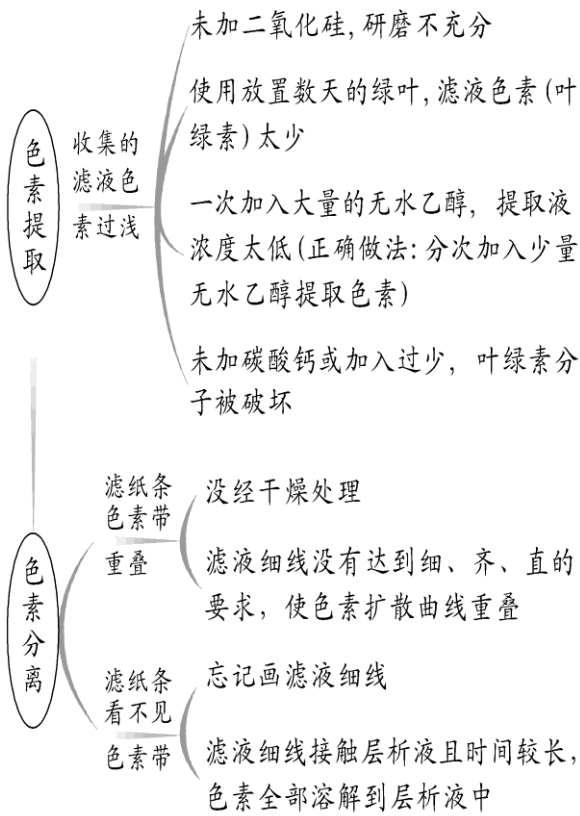 色素提取
收集的
滤液色
素过浅
未加二氧化硅,研磨不充分
使用放置数天的绿叶,滤液色素(叶
绿素)太少
一次加入大量的无水乙醇，提取液
浓度太低(正确做法:分次加入少量
无水乙醇提取色素)
未加碳酸钙或加入过少，叶绿素分
子被破坏
色素分离
滤纸条
色素带
重叠
没经干燥处理
滤液细线没有达到细、齐、直的
要求，使色素扩散曲线重叠
滤纸条
看不见
色素带
忘记画滤液细线
滤液细线接触层析液且时间较长，
色素全部溶解到层析液中